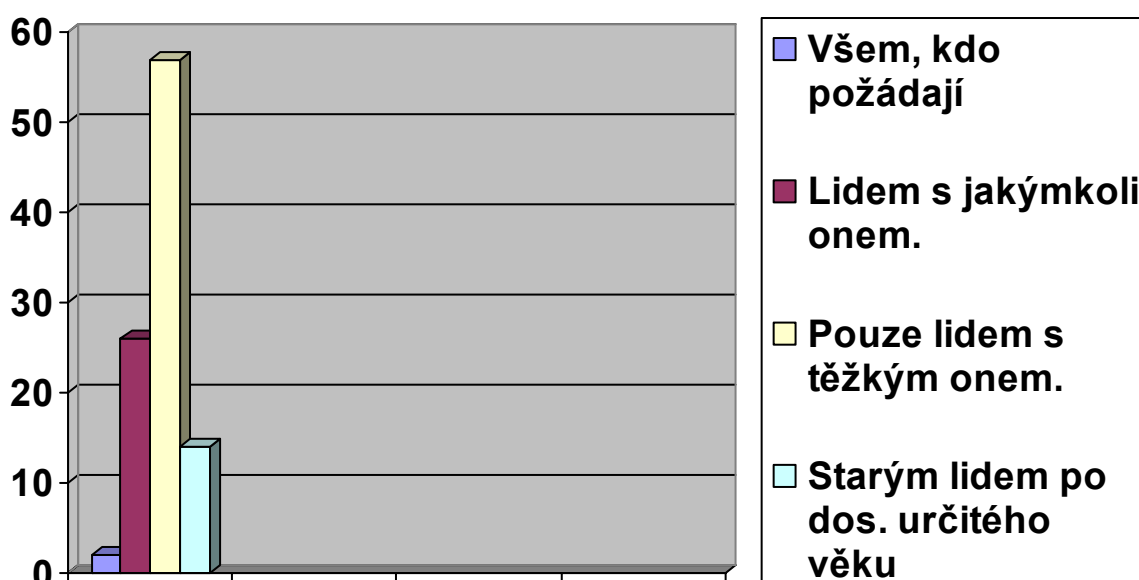 60
50
40
30
20
10
0
Všem, kdo
požádají
Lidem s jakýmkoli
onem.
Pouze lidem s
těžkým onem.
Starým lidem po
dos. určitého
věku